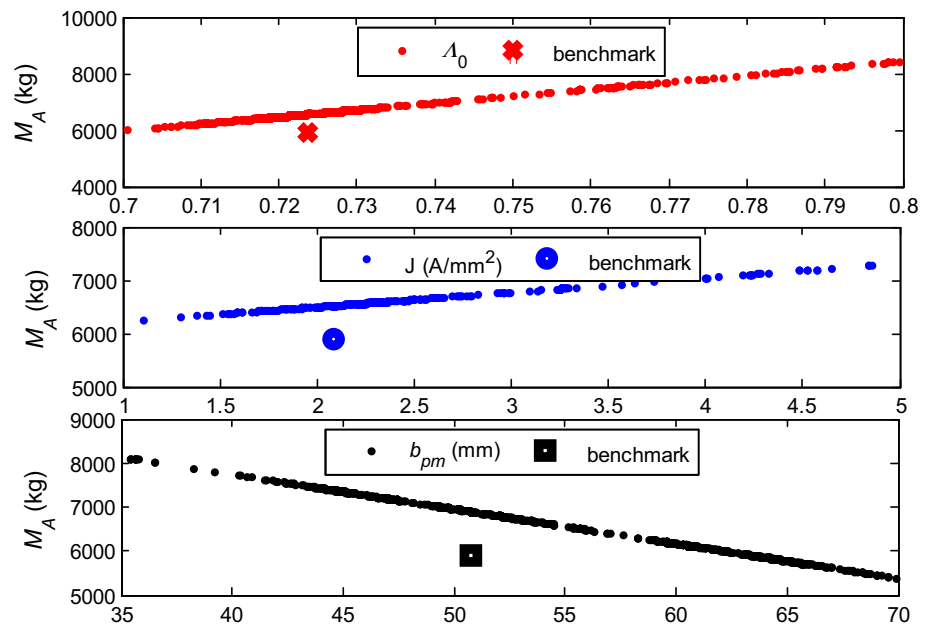 10000
8000
6000
4000
M_A (kg)
Λ_0 benchmark
0.7 0.71 0.72 0.73 0.74 0.75 0.76 0.77 0.78 0.79 0.8
8000
7000
6000
5000
M_A (kg)
J (A/mm^2) benchmark
1 1.5 2 2.5 3 3.5 4 4.5 5
9000
8000
7000
6000
5000
M_A (kg)
b_pm (mm) benchmark
35 40 45 50 55 60 65 70